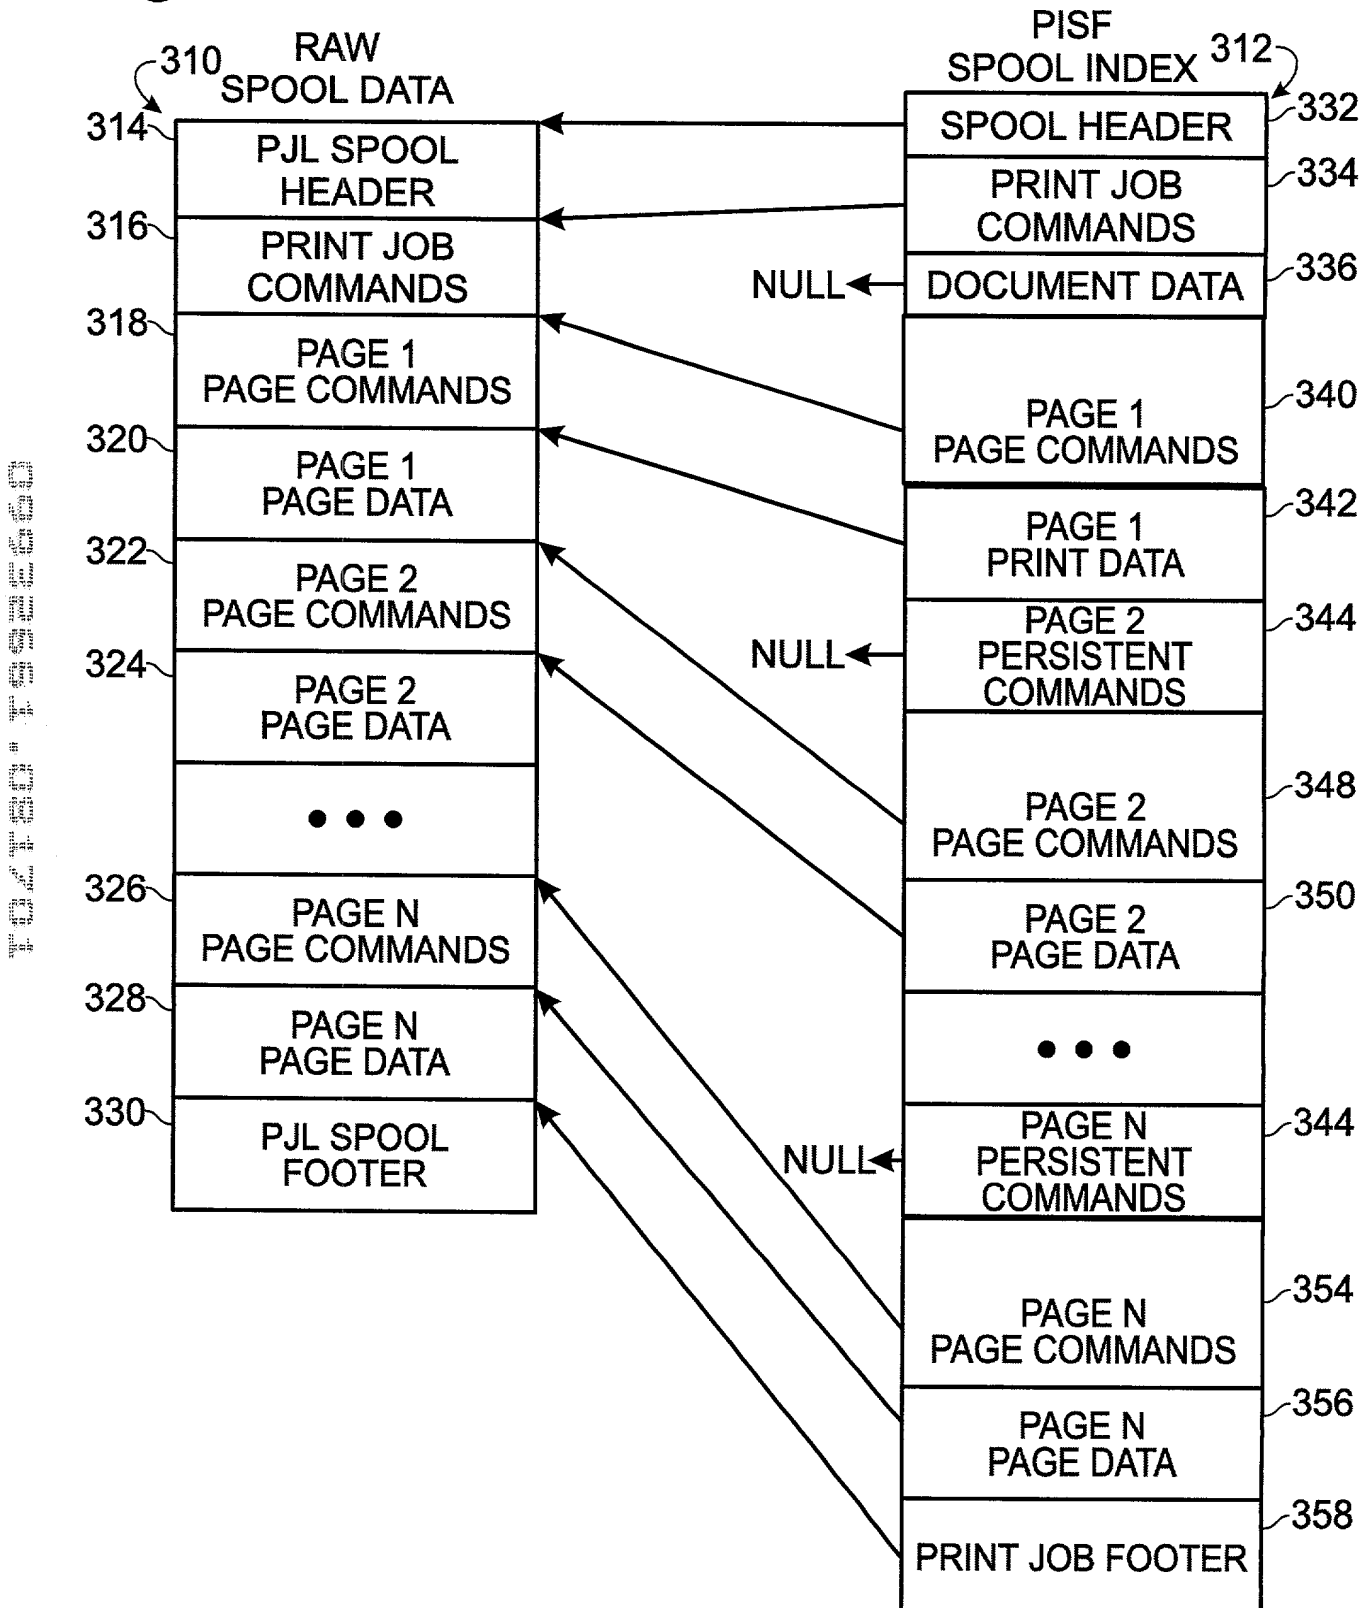 RAW
SPOOL DATA
310
314
PJL SPOOL
HEADER
316
PRINT JOB
COMMANDS
318
PAGE 1
PAGE COMMANDS
320
PAGE 1
PAGE DATA
322
PAGE 2
PAGE COMMANDS
324
PAGE 2
PAGE DATA
• • •
326
PAGE N
PAGE COMMANDS
328
PAGE N
PAGE DATA
330
PJL SPOOL
FOOTER
PISF
SPOOL INDEX
312
SPOOL HEADER
332
PRINT JOB
COMMANDS
334
NULL
DOCUMENT DATA
336
PAGE 1
PAGE COMMANDS
340
PAGE 1
PRINT DATA
342
NULL
PAGE 2
PERSISTENT
COMMANDS
344
PAGE 2
PAGE COMMANDS
348
PAGE 2
PAGE DATA
350
• • •
NULL
PAGE N
PERSISTENT
COMMANDS
344
PAGE N
PAGE COMMANDS
354
PAGE N
PAGE DATA
356
PRINT JOB FOOTER
358